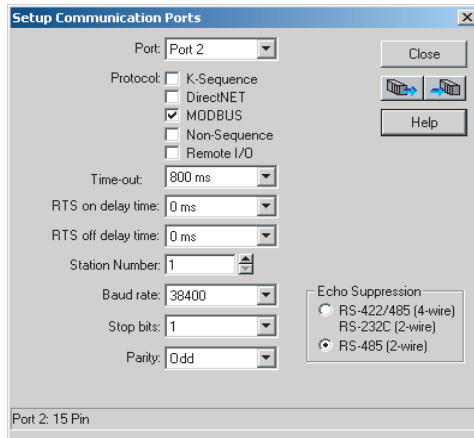 Setup Communication Ports
Port: Port 2
Close
Protocol: K-Sequence
DirectNET
MODBUS
Non-Sequence
Remote I/O
Help
Time-out: 800 ms
RTS on delay time: 0 ms
RTS off delay time: 0 ms
Station Number: 1
Baud rate: 38400
Stop bits: 1
Parity: Odd
Echo Suppression
RS-422/485 (4-wire)
RS-232C (2-wire)
RS-485 (2-wire)
Port 2: 15 Pin